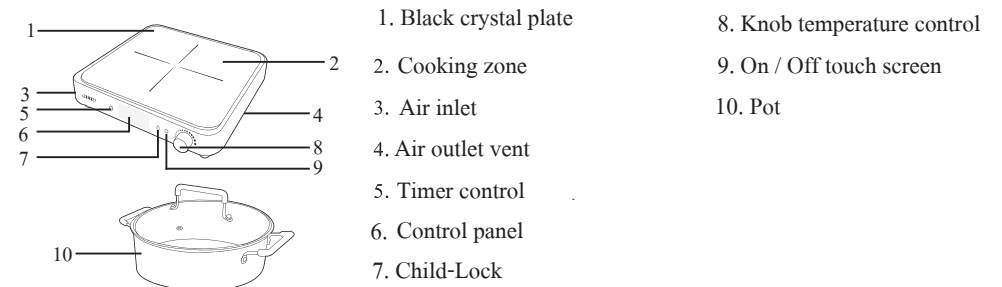 1
2
3
5
6
7
4
8
9
10
1. Black crystal plate
2. Cooking zone
3. Air inlet
4. Air outlet vent
5. Timer control
6. Control panel
7. Child-Lock
8. Knob temperature control
9. On / Off touch screen
10. Pot